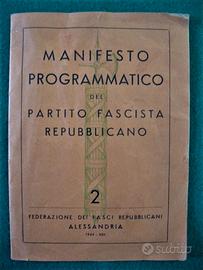 MANIFESTO
PROGRAMMATICO
DEL
PARTITO FASCISTA
REPUBBLICANO
2
FEDERAZIONE DEI FASCI REPUBBLICANI
ALESSANDRIA
subito